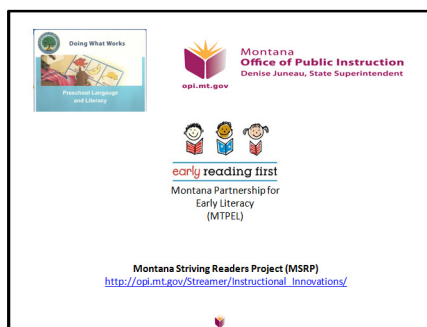 Doing What Works
Preschool Language
and Literacy
Montana
Office of Public Instruction
Denise Juneau, State Superintendent
opi.mt.gov
early reading first
Montana Partnership for
Early Literacy
(MTPEL)
Montana Striving Readers Project (MSRP)
http://opi.mt.gov/Streamer/Instructional_Innovations/